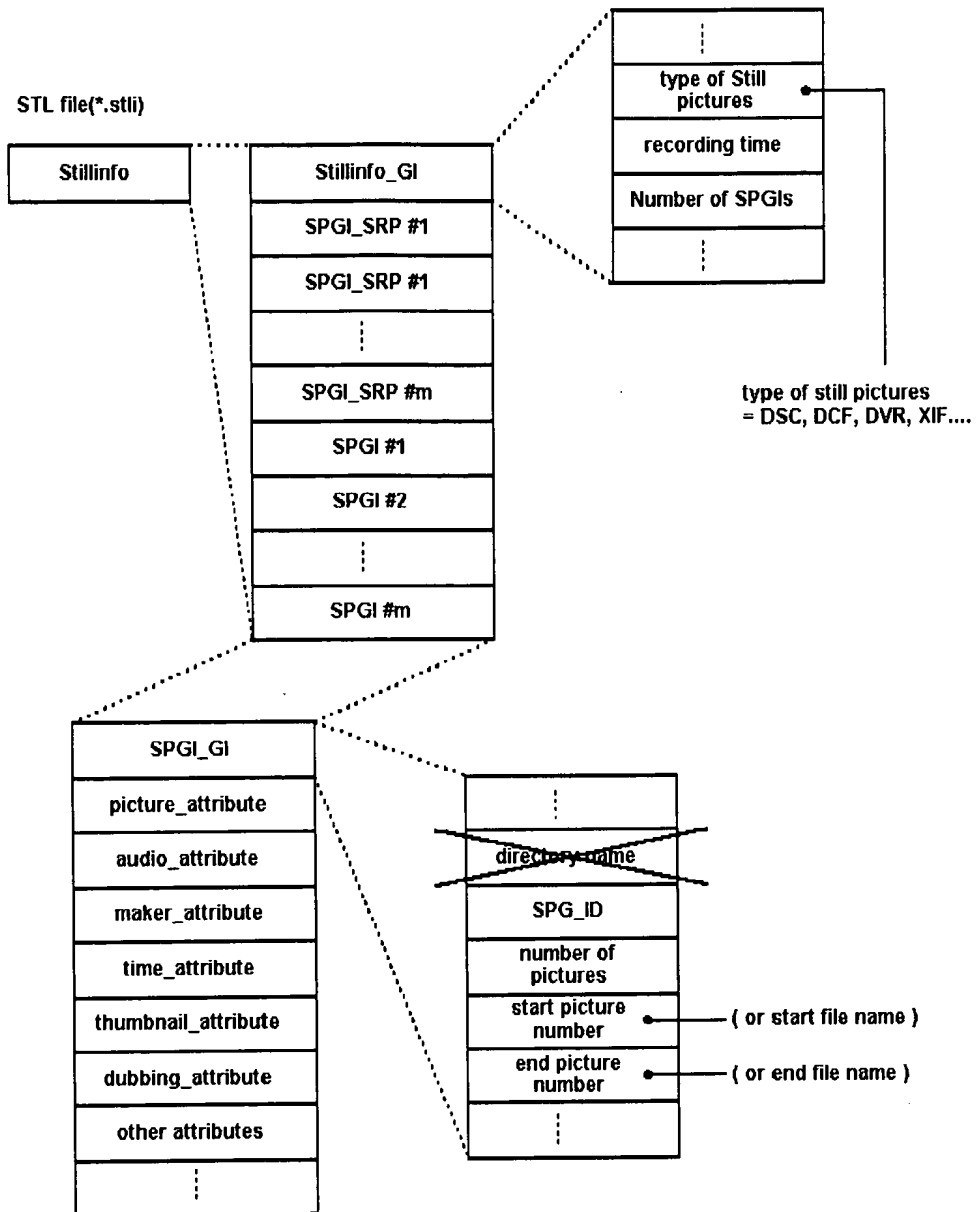 STL file(*.stli)
Stillinfo
Stillinfo_GI
SPGI_SRP #1
SPGI_SRP #1
SPGI_SRP #m
SPGI #1
SPGI #2
SPGI #m
type of Still
pictures
recording time
Number of SPGIs
type of still pictures
= DSC, DCF, DVR, XIF....
SPGI_GI
picture_attribute
audio_attribute
maker_attribute
time_attribute
thumbnail_attribute
dubbing_attribute
other attributes
directory name
SPG_ID
number of
pictures
start picture
number
( or start file name )
end picture
number
( or end file name )